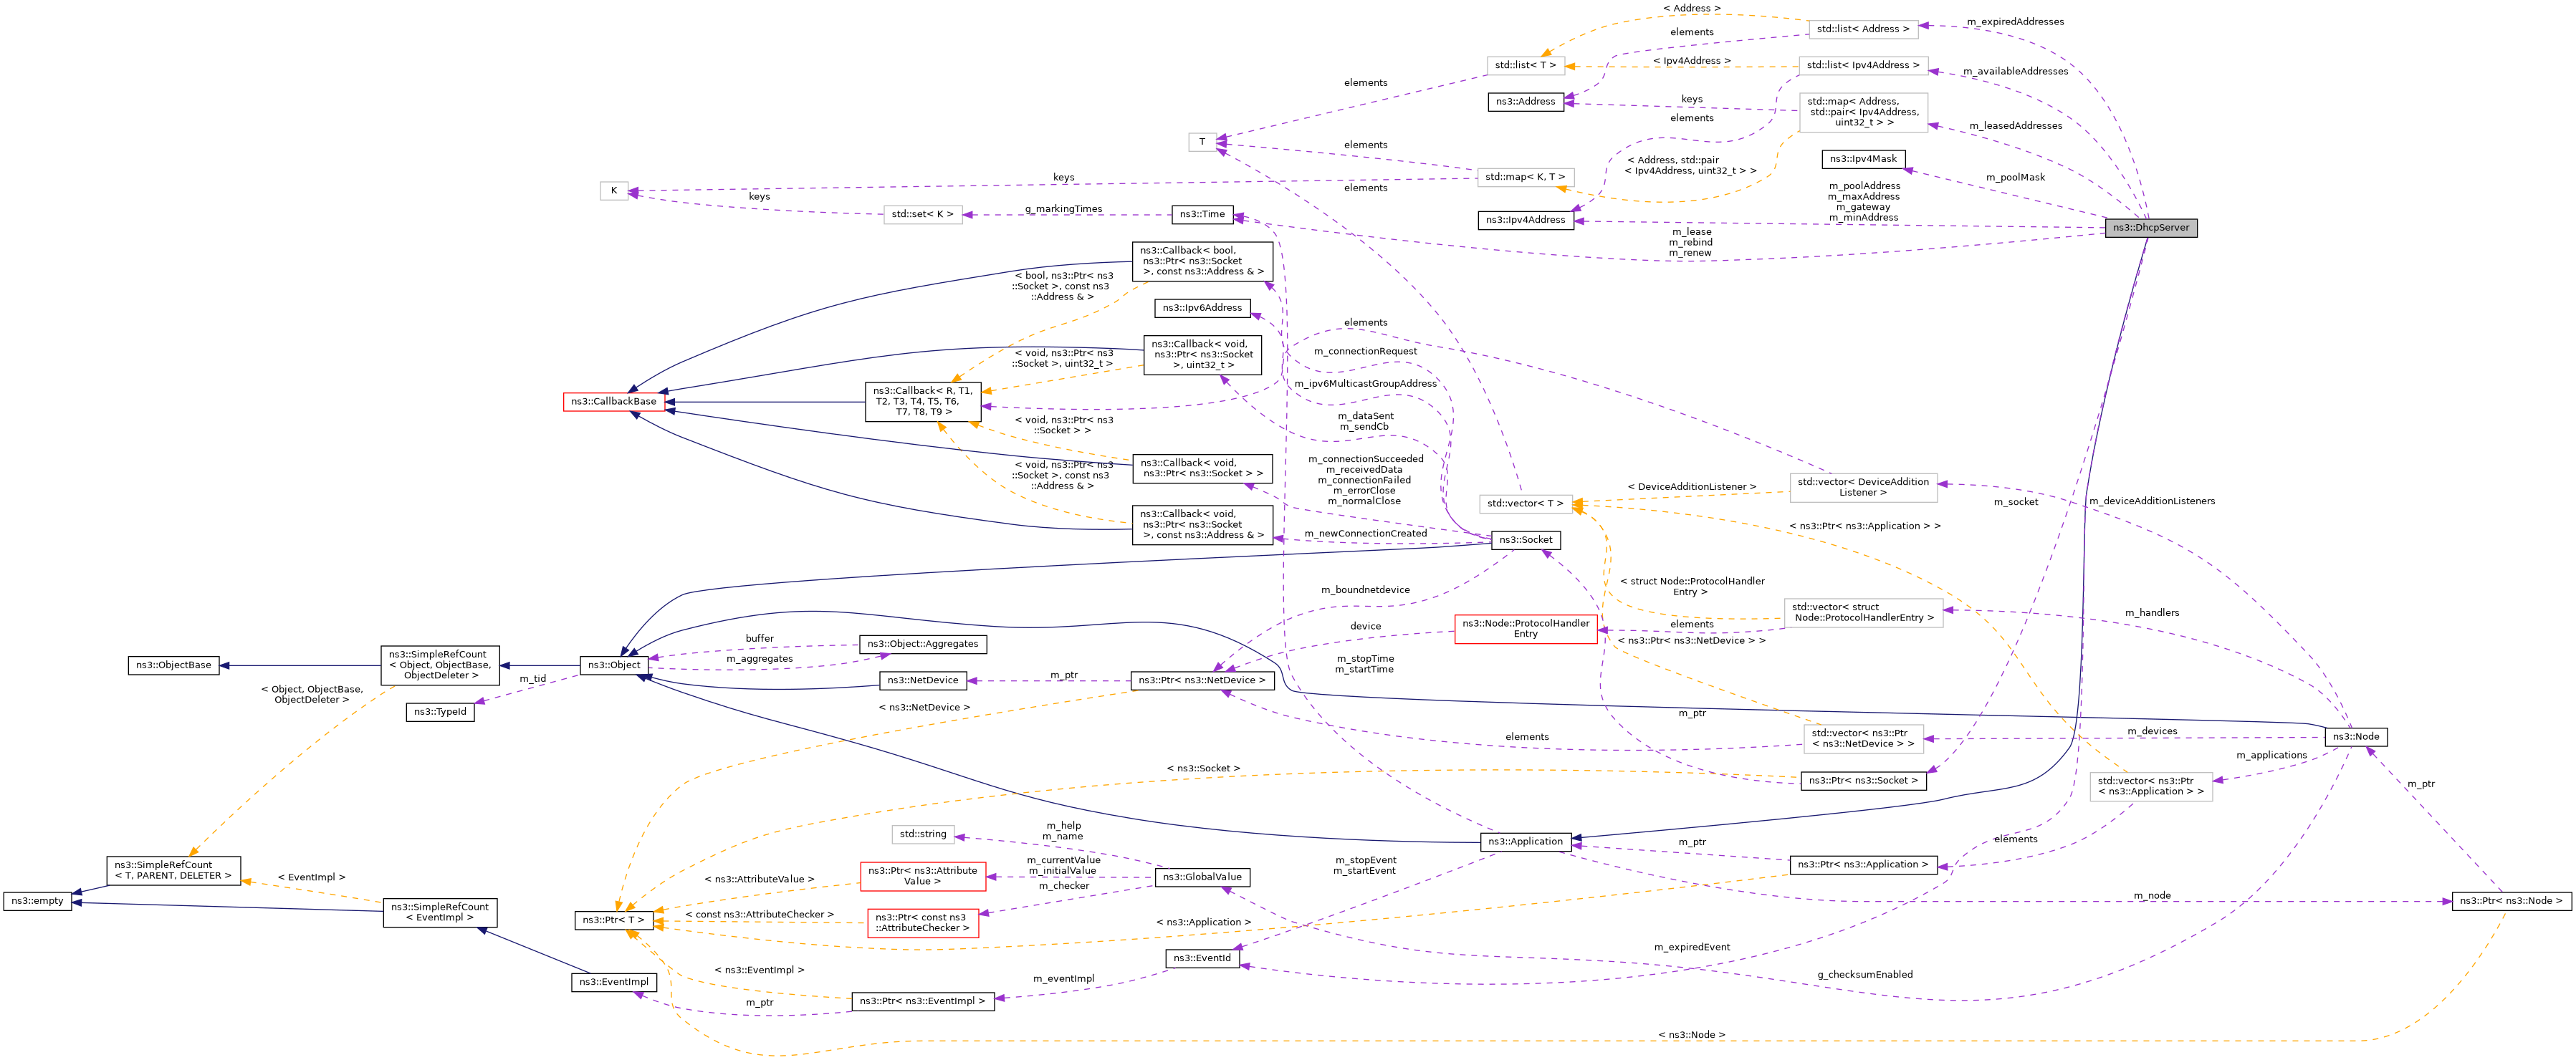 < Address >
m_expiredAddresses
std::list< Address >
elements
std::list< T >
< Ipv4Address >
std::list< Ipv4Address >
m_availableAddresses
elements
ns3::Address
keys
std::map< Address,
std::pair< Ipv4Address,
uint32_t > >
elements
m_leasedAddresses
T
elements
< Address, std::pair
< Ipv4Address, uint32_t > >
ns3::Ipv4Mask
m_poolMask
K
keys
std::map< K, T >
keys
elements
m_poolAddress
m_maxAddress
m_gateway
m_minAddress
std::set< K >
g_markingTimes
ns3::Time
ns3::Ipv4Address
ns3::DhcpServer
m_lease
m_rebind
m_renew
ns3::Callback< bool,
ns3::Ptr< ns3::Socket
>, const ns3::Address & >
< bool, ns3::Ptr< ns3
::Socket >, const ns3
::Address & >
ns3::Ipv6Address
elements
ns3::Callback< void,
ns3::Ptr< ns3::Socket
>, uint32_t >
< void, ns3::Ptr< ns3
::Socket >, uint32_t >
m_connectionRequest
m_ipv6MulticastGroupAddress
ns3::CallbackBase
ns3::Callback< R, T1,
T2, T3, T4, T5, T6,
T7, T8, T9 >
< void, ns3::Ptr< ns3
::Socket > >
m_dataSent
m_sendCb
ns3::Callback< void,
ns3::Ptr< ns3::Socket > >
< void, ns3::Ptr< ns3
::Socket >, const ns3
::Address & >
m_connectionSucceeded
m_receivedData
m_connectionFailed
m_errorClose
m_normalClose
ns3::Callback< void,
ns3::Ptr< ns3::Socket
>, const ns3::Address & >
m_newConnectionCreated
std::vector< T >
< DeviceAdditionListener >
std::vector< DeviceAddition
Listener >
m_socket
m_deviceAdditionListeners
< ns3::Ptr< ns3::Application > >
ns3::Socket
m_boundnetdevice
< struct Node::ProtocolHandler
Entry >
std::vector< struct
Node::ProtocolHandlerEntry >
m_handlers
ns3::Node::ProtocolHandler
Entry
elements
device
< ns3::Ptr< ns3::NetDevice > >
ns3::ObjectBase
ns3::SimpleRefCount
< Object, ObjectBase,
ObjectDeleter >
ns3::Object
buffer
m_aggregates
ns3::Object::Aggregates
m_tid
ns3::TypeId
ns3::NetDevice
m_ptr
ns3::Ptr< ns3::NetDevice >
m_stopTime
m_startTime
< Object, ObjectBase,
ObjectDeleter >
< ns3::NetDevice >
m_ptr
elements
std::vector< ns3::Ptr
< ns3::NetDevice > >
m_devices
ns3::Node
< ns3::Socket >
ns3::Ptr< ns3::Socket >
std::vector< ns3::Ptr
< ns3::Application > >
m_applications
m_ptr
std::string
m_help
m_name
ns3::Application
m_ptr
ns3::Ptr< ns3::Application >
elements
ns3::SimpleRefCount
< T, PARENT, DELETER >
< EventImpl >
< ns3::AttributeValue >
ns3::Ptr< ns3::Attribute
Value >
m_currentValue
m_initialValue
m_checker
ns3::GlobalValue
m_stopEvent
m_startEvent
m_node
ns3::Ptr< ns3::Node >
ns3::empty
ns3::SimpleRefCount
< EventImpl >
ns3::Ptr< T >
< const ns3::AttributeChecker >
ns3::Ptr< const ns3
::AttributeChecker >
< ns3::Application >
m_expiredEvent
ns3::EventId
g_checksumEnabled
< ns3::EventImpl >
m_eventImpl
ns3::EventImpl
m_ptr
ns3::Ptr< ns3::EventImpl >
< ns3::Node >